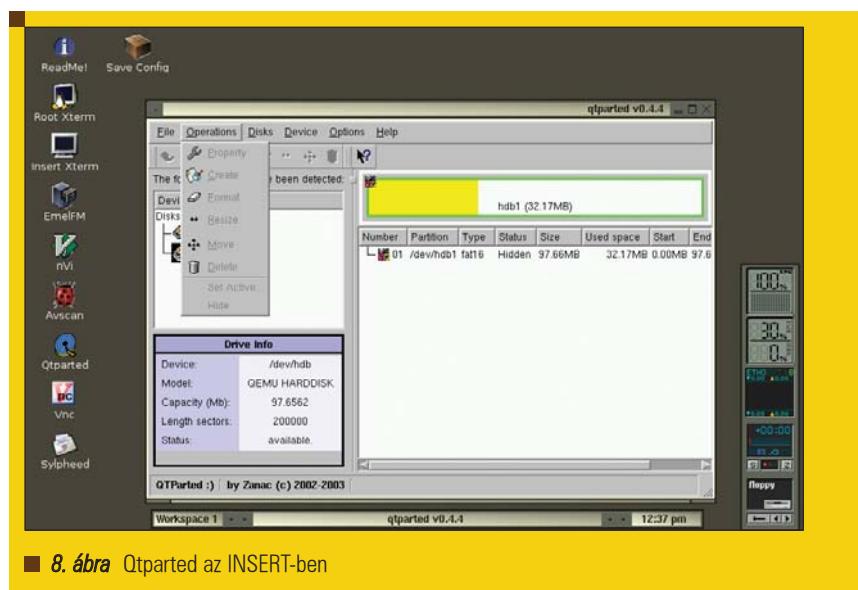 ReadMe!
Save Config
Root Xterm
Insert Xterm
EmelFM
nVi
Avscan
Qtparted
Vnc
Sylpheed
qtparted v0.4.4
File Operations Disks Device Options Help
Property
Create
Format
Resize
Move
Delete
Set Active...
Hide
The fo
been detected:
Devi
Disks
hdb1 (32.17MB)
Number Partition Type Status Size Used space Start End
01 /dev/hdb1 fat16 Hidden 97.66MB 32.17MB 0.00MB 97.6
Drive Info
Device: /dev/hdb
Model: QEMU HARDDISK
Capacity (Mb): 97.6562
Length sectors: 200000
Status: available.
QTParted :) by Zanac (c) 2002-2003
Workspace 1
qtparted v0.4.4
12:37 pm
100%
30
0
+00:00
floppy
8. ábra Qtparted az INSERT-ben